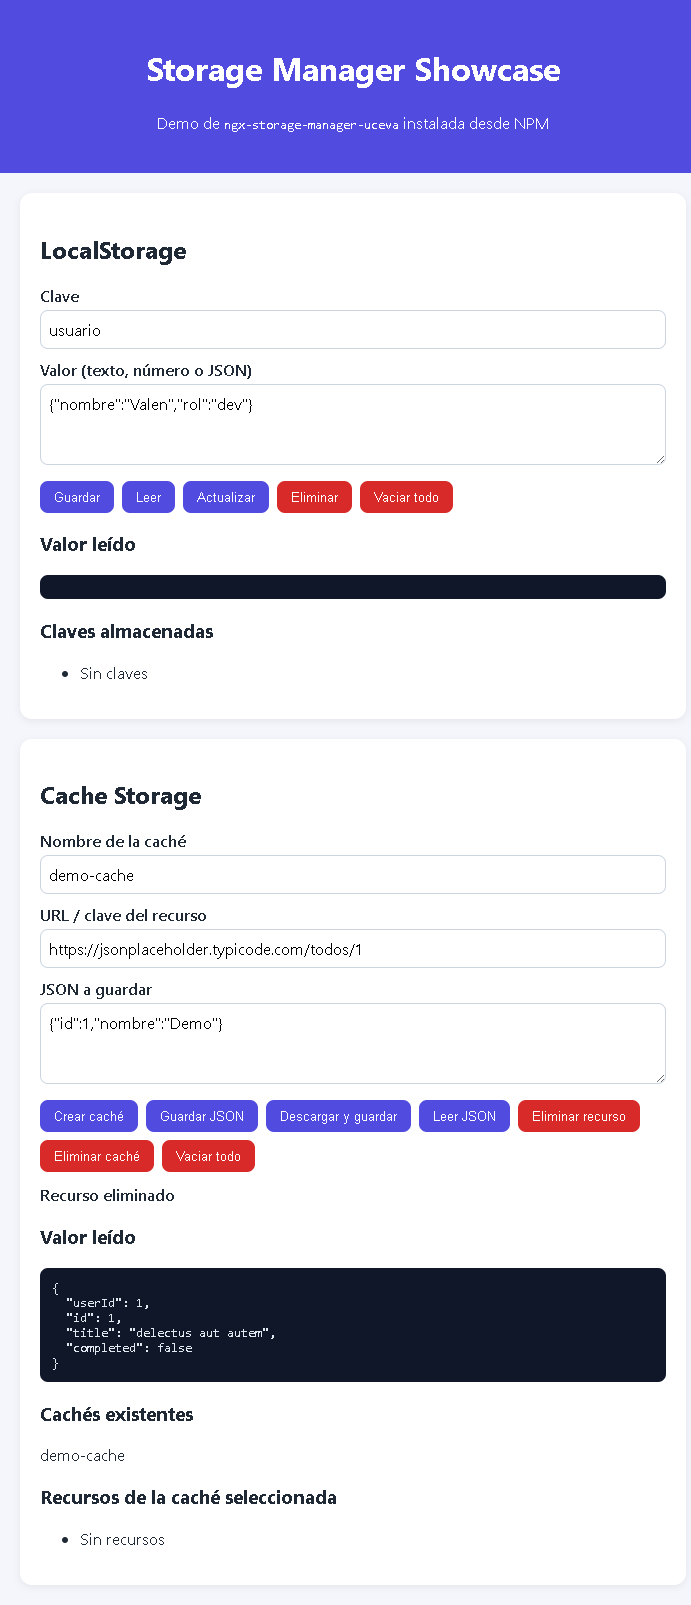 Storage Manager Showcase
Demo de ngx-storage-manager-uceva instalada desde NPM
LocalStorage
Clave
usuario
Valor (texto, número o JSON)
{"nombre":"Valen","rol":"dev"}
Guardar Leer Actualizar Eliminar Vaciar todo
Valor leído
Claves almacenadas
Sin claves
Cache Storage
Nombre de la caché
demo-cache
URL / clave del recurso
https://jsonplaceholder.typicode.com/todos/1
JSON a guardar
{"id":1,"nombre":"Demo"}
Crear caché Guardar JSON Descargar y guardar Leer JSON Eliminar recurso
Eliminar caché Vaciar todo
Recurso eliminado
Valor leído
{
"userId": 1,
"id": 1,
"title": "delectus aut autem",
"completed": false
}
Cachés existentes
demo-cache
Recursos de la caché seleccionada
Sin recursos